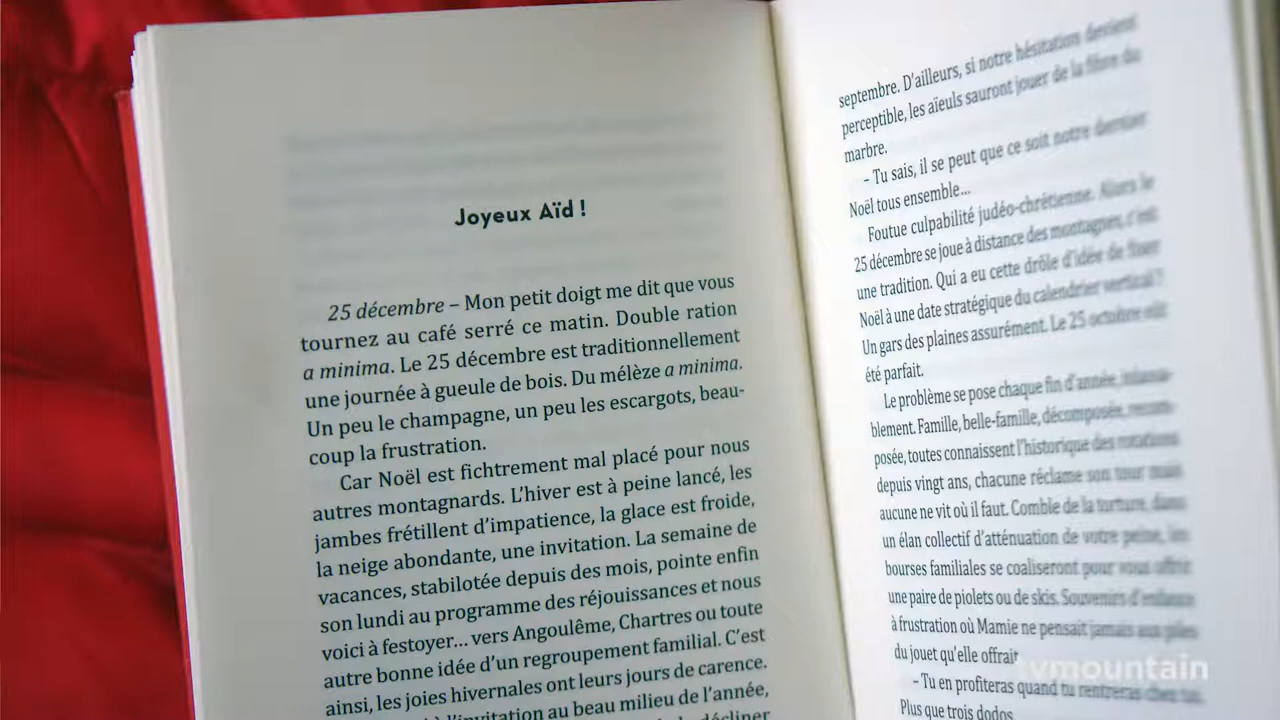 Joyeux Aïd !
25 décembre – Mon petit doigt me dit que vous
tournez au café serré ce matin. Double ration
a minima. Le 25 décembre est traditionnellement
une journée à gueule de bois. Du mélèze a minima.
Un peu le champagne, un peu les escargots, beau-
coup la frustration.
Car Noël est fichtrement mal placé pour nous
autres montagnards. L’hiver est à peine lancé, les
jambes frétillent d’impatience, la glace est froide,
la neige abondante, une invitation. La semaine de
vacances, stabilotée depuis des mois, pointe enfin
son lundi au programme des réjouissances et nous
voici à festoyer... vers Angoulême, Chartres ou toute
autre bonne idée d’un regroupement familial. C’est
ainsi, les joies hivernales ont leurs jours de carence.
à l’invitation au beau milieu de l’année,
décliner
septembre. D’ailleurs, si notre hésitation devient
perceptible, les aïeuls sauront jouer de la fibre du
marbre.
– Tu sais, il se peut que ce soit notre dernier
Noël tous ensemble...
Foutue culpabilité judéo-chrétienne. Alors le
25 décembre se joue à distance des montagnes, c’est
une tradition. Qui a eu cette drôle d’idée de fixer
Noël à une date stratégique du calendrier vertical ?
Un gars des plaines assurément. Le 25 octobre eût
été parfait.
Le problème se pose chaque fin d’année, inlassa-
blement. Famille, belle-famille, décomposée, recom-
posée, toutes connaissent l’historique des rotations
depuis vingt ans, chacune réclame son tour mais
aucune ne vit où il faut. Comble de la torture, dans
un élan collectif d’atténuation de votre peine, les
bourses familiales se coaliseront pour vous offrir
une paire de piolets ou de skis. Souvenirs d’enfance
à frustration où Mamie ne pensait jamais aux piles
du jouet qu’elle offrait
– Tu en profiteras quand tu rentreras chez toi.
Plus que trois dodos
tvmountain